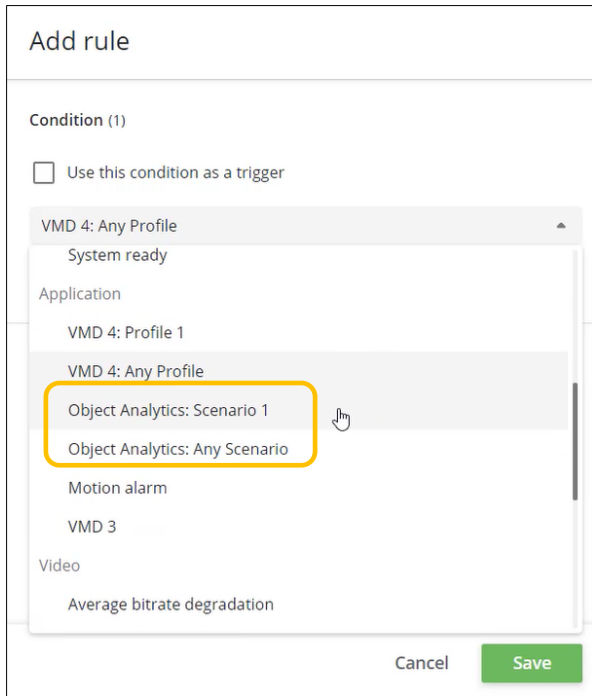 Add rule
Condition (1)
Use this condition as a trigger
VMD 4: Any Profile
System ready
Application
VMD 4: Profile 1
VMD 4: Any Profile
Object Analytics: Scenario 1
Object Analytics: Any Scenario
Motion alarm
VMD 3
Video
Average bitrate degradation
Cancel
Save